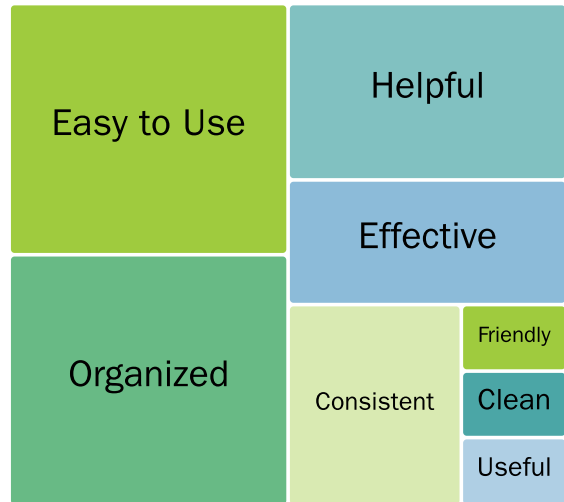 Easy to Use
Helpful
Effective
Organized
Consistent
Friendly
Clean
Useful